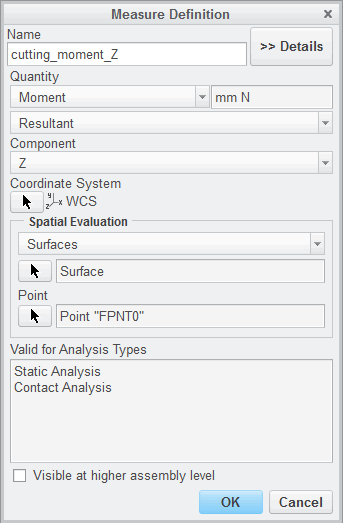 Measure Definition x
Name
cutting_moment_Z
>> Details
Quantity
Moment mm N
Resultant
Component
Z
Coordinate System
y z x WCS
Spatial Evaluation
Surfaces
Surface
Point
Point "FPNT0"
Valid for Analysis Types
Static Analysis
Contact Analysis
Visible at higher assembly level
OK Cancel